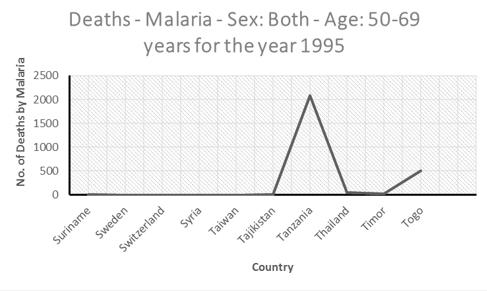 Deaths - Malaria - Sex: Both - Age: 50-69
years for the year 1995
No. of Deaths by Malaria
2500
2000
1500
1000
500
0
Suriname
Sweden
Switzerland
Syria
Taiwan
Tajikistan
Tanzania
Thailand
Timor
Togo
Country